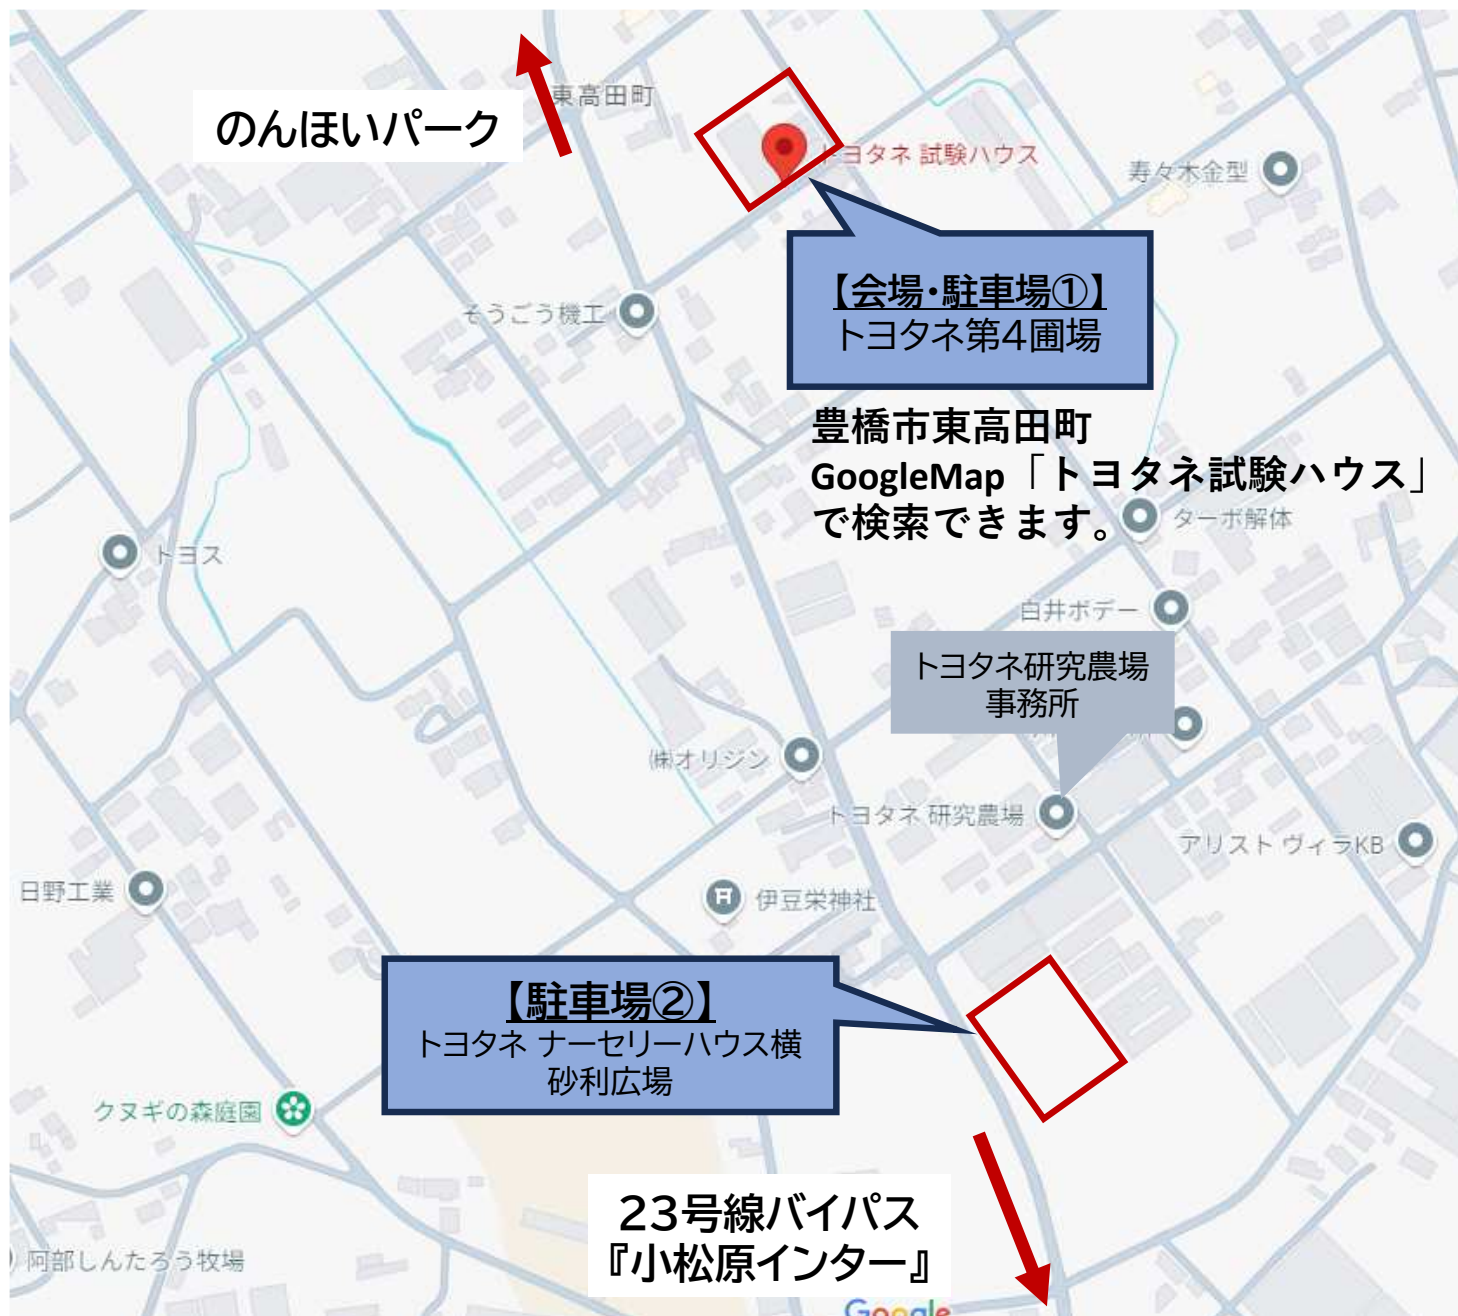 のんほいパーク
東高田町
トヨタネ 試験ハウス
寿々木金型
【会場・駐車場①】
トヨタネ第4圃場
そうごう機工
豊橋市東高田町
GoogleMap「トヨタネ試験ハウス」
で検索できます。
ターボ解体
トヨス
白井ボデー
トヨタネ研究農場
事務所
㈱オリジン
トヨタネ 研究農場
アリスト ヴィラKB
日野工業
伊豆栄神社
【駐車場②】
トヨタネ ナーセリーハウス横
砂利広場
クヌギの森庭園
23号線バイパス
『小松原インター』
阿部しんたろう牧場
Google